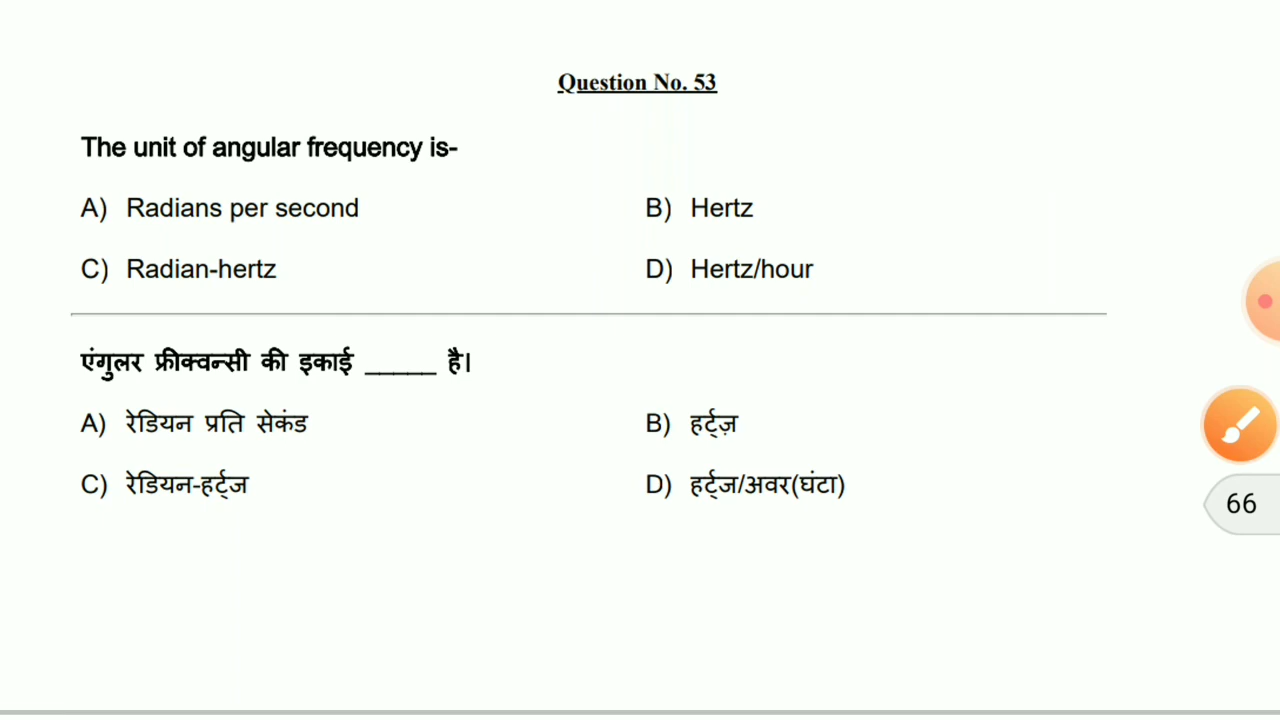 Question No. 53
The unit of angular frequency is-
A) Radians per second B) Hertz
C) Radian-hertz D) Hertz/hour
एंगुलर फ्रीक्वन्सी की इकाई _____ है।
A) रेडियन प्रति सेकंड B) हर्ट्ज़
C) रेडियन-हर्ट्ज D) हर्ट्ज/अवर(घंटा)
66